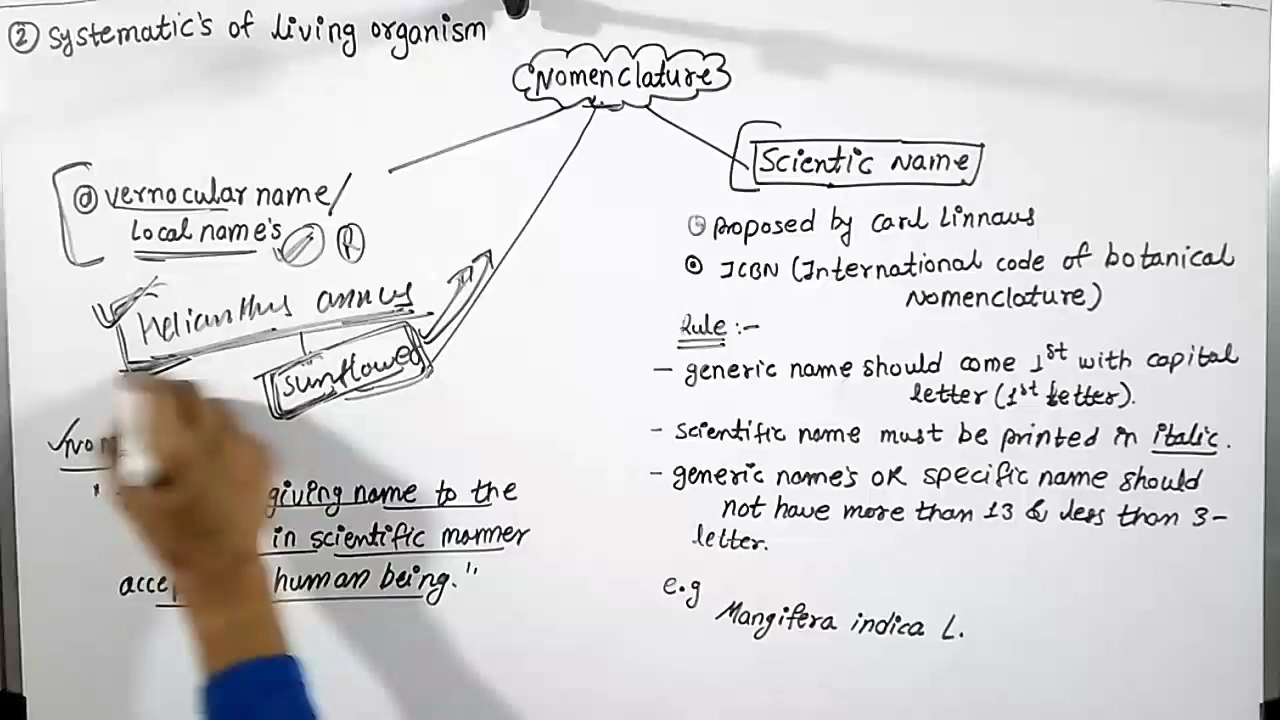 ② Systematic's of living organism
Nomenclature
ⓐ vernocular name/
Local name's Ⓡ
Helianthus annus
sunflower
giving name to the
in scientific manner
human being."
Scientic Name
proposed by Carl Linnaus
ICBN (International code of botanical
Nomenclature)
Rule :-
- generic name should come 1st with capital
letter (1st letter).
- scientific name must be printed in italic.
- generic name's OR specific name should
not have more than 13 & less than 3-
letter.
e.g
Mangifera indica L.